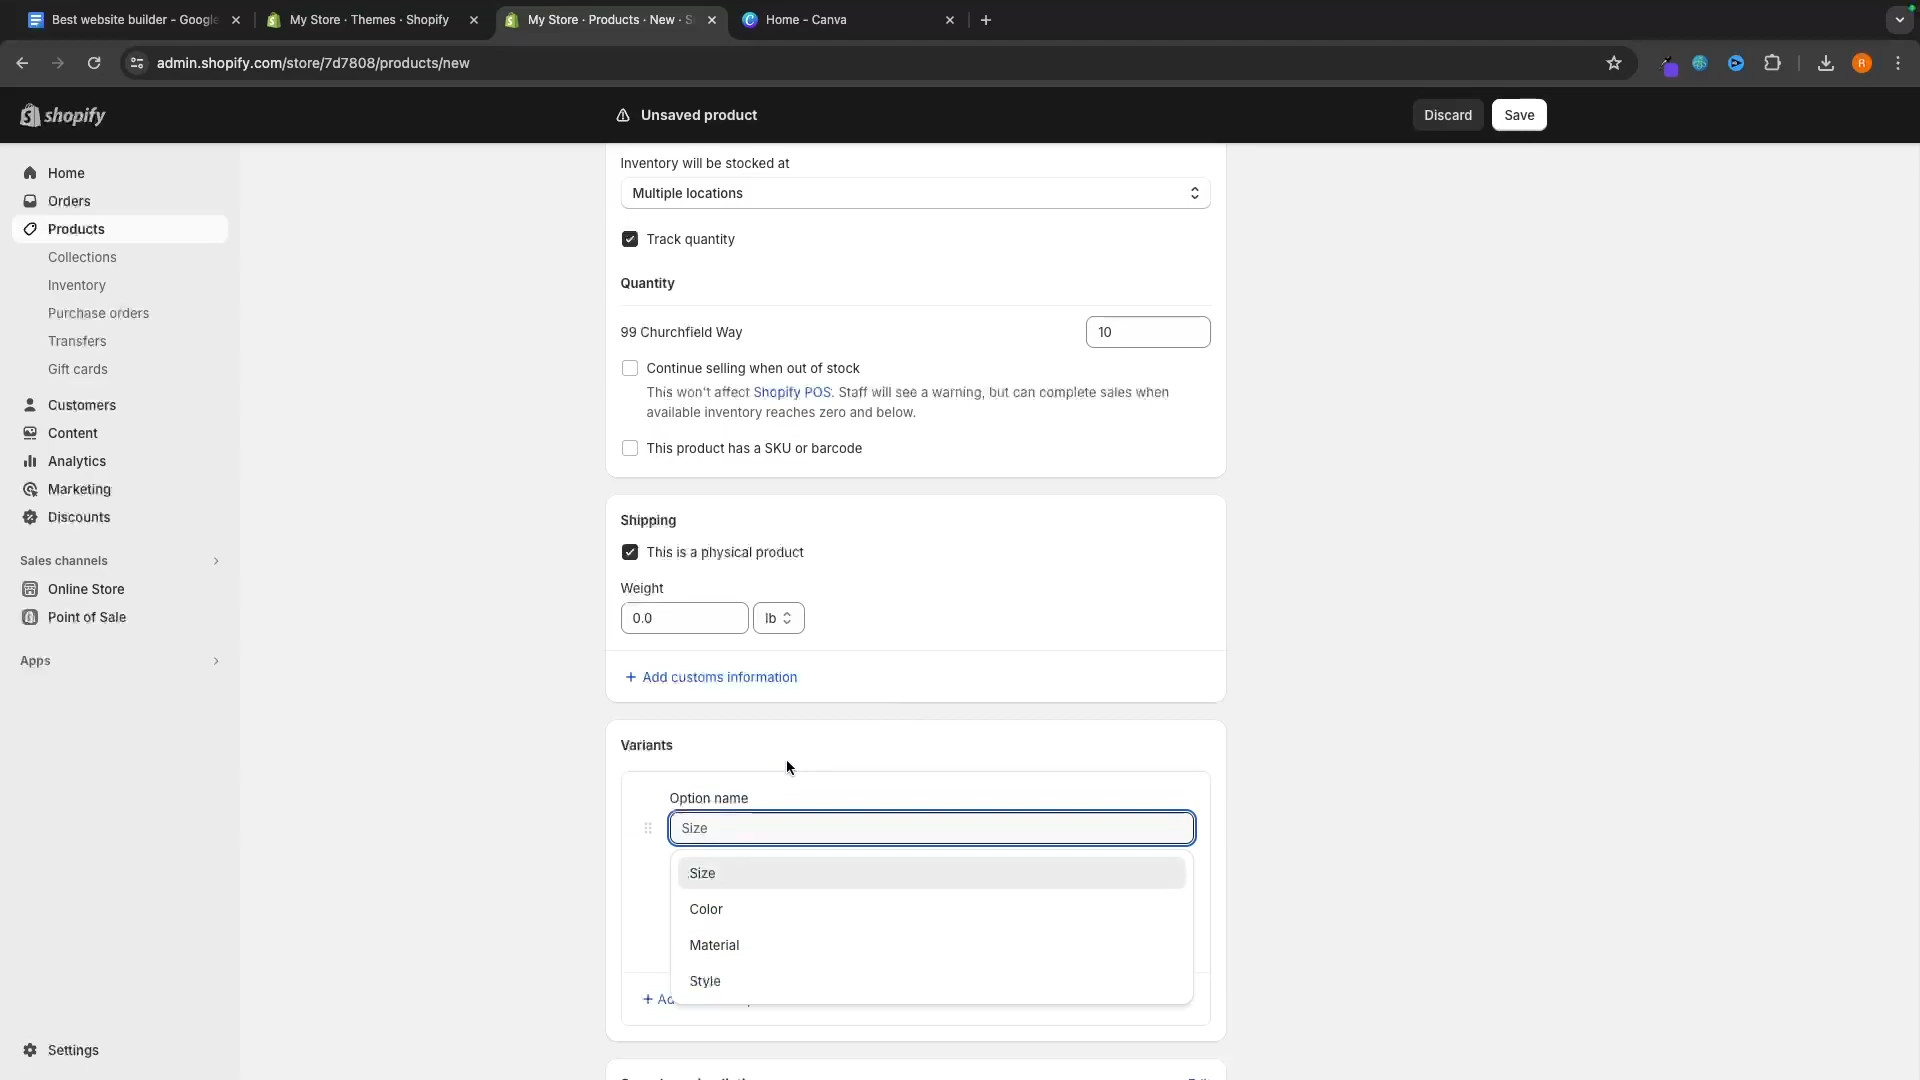 Best website builder - Google
My Store · Themes · Shopify
My Store · Products · New · S
Home - Canva
admin.shopify.com/store/7d7808/products/new
R
shopify
Unsaved product
Discard
Save
Home
Orders
Products
Collections
Inventory
Purchase orders
Transfers
Gift cards
Customers
Content
Analytics
Marketing
Discounts
Sales channels
Online Store
Point of Sale
Apps
Settings
Inventory will be stocked at
Multiple locations
Track quantity
Quantity
99 Churchfield Way
10
Continue selling when out of stock
This won't affect Shopify POS. Staff will see a warning, but can complete sales when
available inventory reaches zero and below.
This product has a SKU or barcode
Shipping
This is a physical product
Weight
0.0
lb
+ Add customs information
Variants
Option name
Size
Size
Color
Material
Style